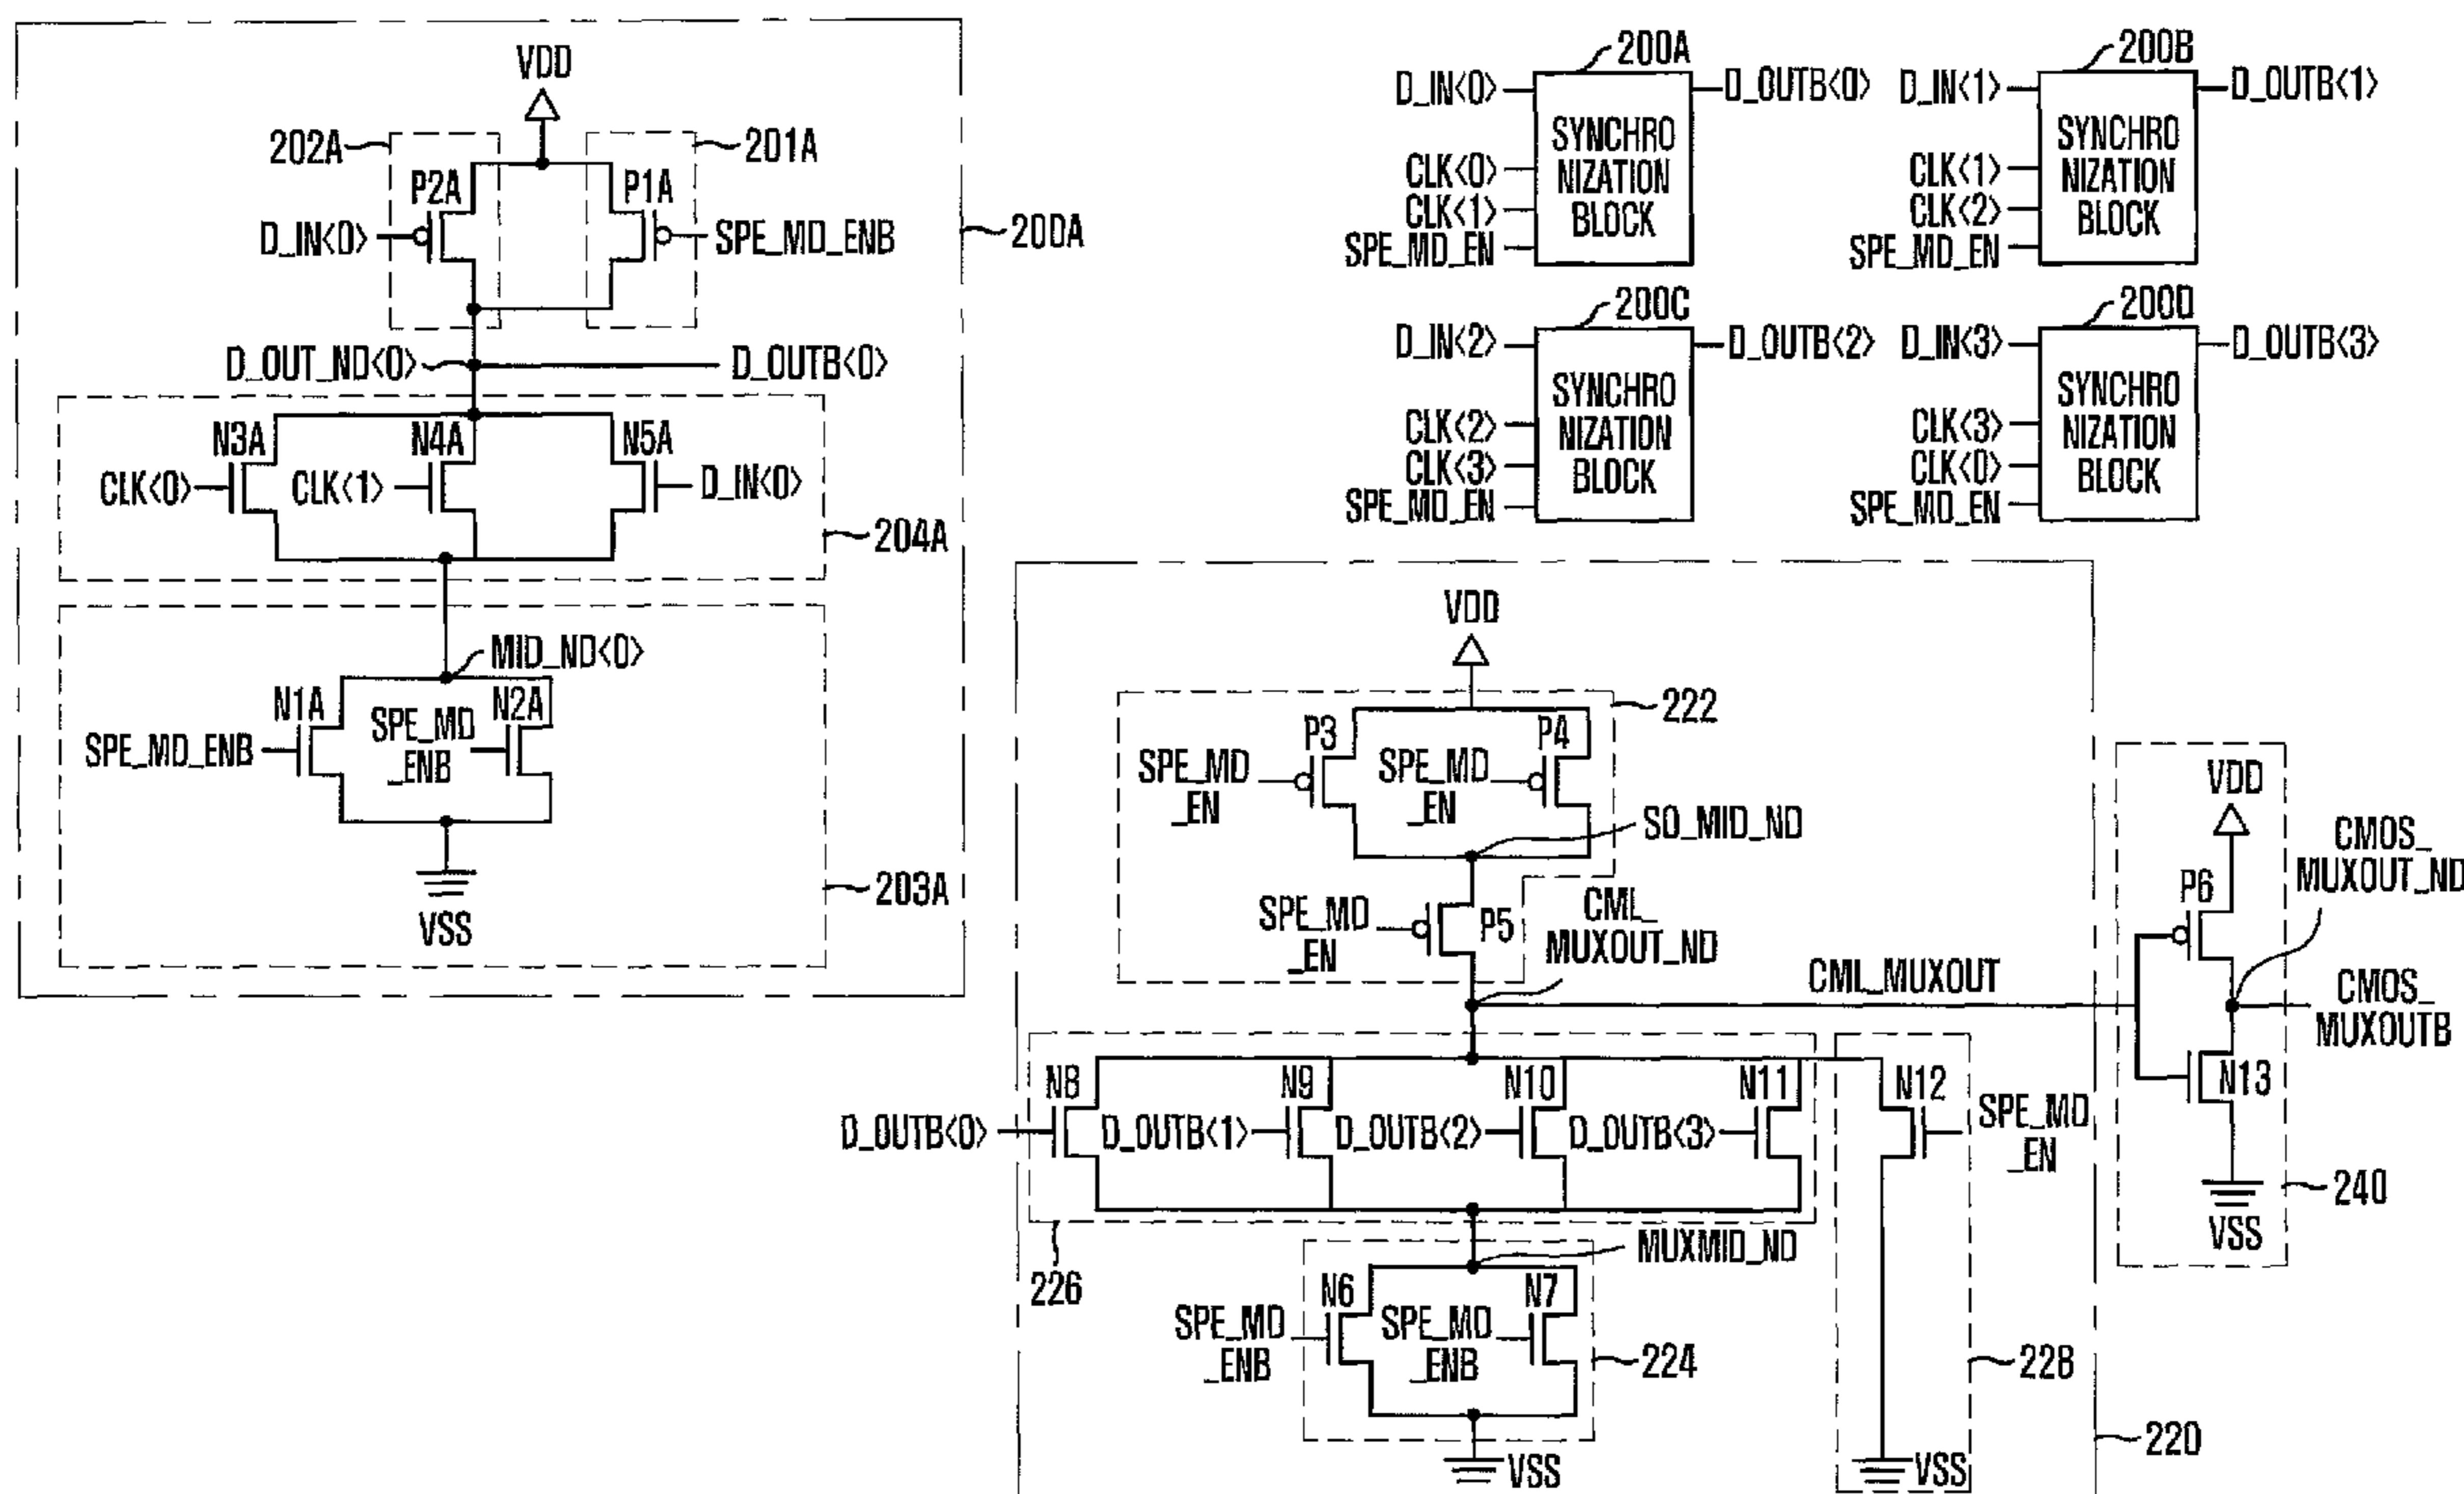 VDD
202A
201A
P2A
P1A
D_IN<0>
SPE_MD_ENB
200A
D_OUT_ND<0>
D_OUTB<0>
N3A
N4A
N5A
CLK<0>
CLK<1>
D_IN<0>
204A
MID_ND<0>
N1A
N2A
SPE_MD_ENB
SPE_MD
_ENB
203A
VSS
200A
D_IN<0>
D_OUTB<0>
SYNCHRO
NIZATION
BLOCK
CLK<0>
CLK<1>
SPE_MD_EN
200B
D_IN<1>
D_OUTB<1>
SYNCHRO
NIZATION
BLOCK
CLK<1>
CLK<2>
SPE_MD_EN
200C
D_IN<2>
D_OUTB<2>
SYNCHRO
NIZATION
BLOCK
CLK<2>
CLK<3>
SPE_MD_EN
200D
D_IN<3>
D_OUTB<3>
SYNCHRO
NIZATION
BLOCK
CLK<3>
CLK<0>
SPE_MD_EN
VDD
222
P3
P4
SPE_MD
_EN
SPE_MD
_EN
SO_MID_ND
SPE_MD
_EN
P5
CML_
MUXOUT_ND
CML_MUXOUT
N8
N9
N10
N11
N12
D_OUTB<0>
D_OUTB<1>
D_OUTB<2>
D_OUTB<3>
SPE_MD
_EN
226
MUXMID_ND
N6
N7
SPE_MD
_ENB
SPE_MD
_ENB
224
VSS
228
VSS
220
VDD
P6
CMOS_
MUXOUT_ND
CMOS_
MUXOUTB
N13
VSS
240